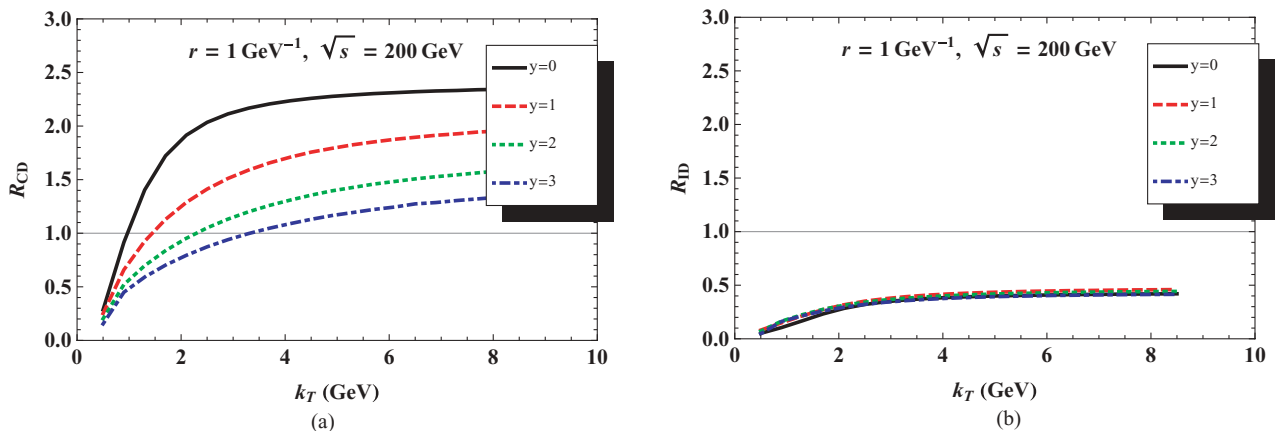 3.0
2.5
2.0
1.5
1.0
0.5
0.0
R_CD
r = 1 GeV⁻¹, √s = 200 GeV
y=0
y=1
y=2
y=3
0 2 4 6 8 10
k_T (GeV)
(a)
3.0
2.5
2.0
1.5
1.0
0.5
0.0
R_ID
r = 1 GeV⁻¹, √s = 200 GeV
y=0
y=1
y=2
y=3
0 2 4 6 8 10
k_T (GeV)
(b)